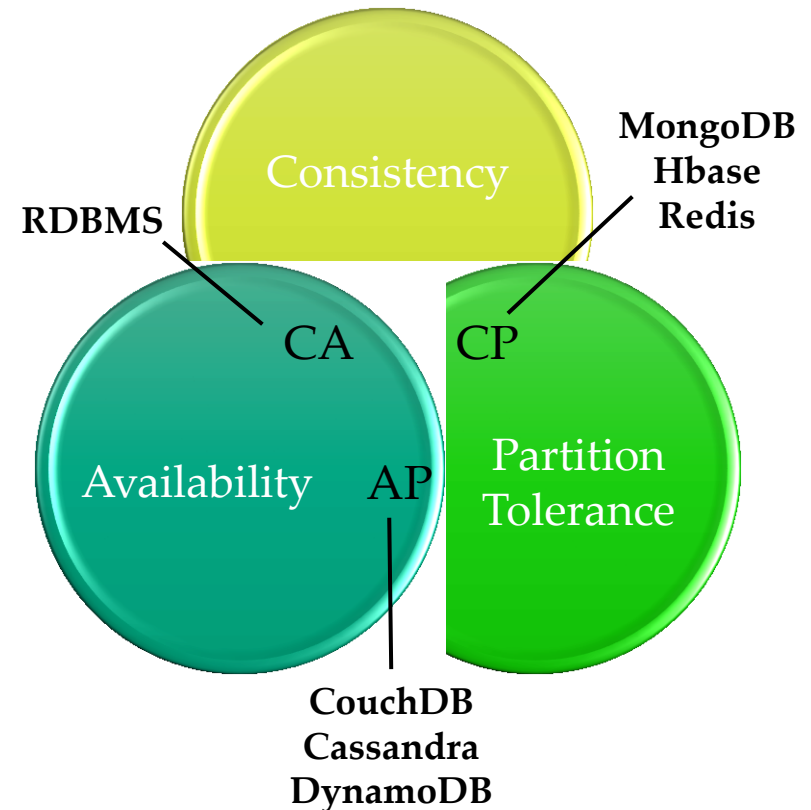 Consistency
MongoDB
Hbase
Redis
RDBMS
CA
CP
Availability
AP
Partition
Tolerance
CouchDB
Cassandra
DynamoDB